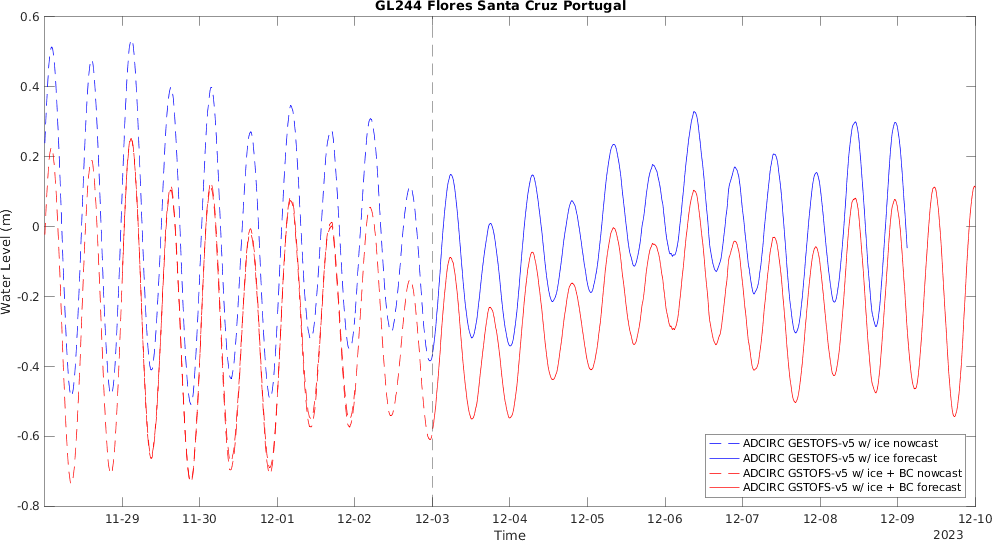 GL244 Flores Santa Cruz Portugal
0.6
0.4
0.2
0
-0.2
-0.4
-0.6
-0.8
Water Level (m)
ADCIRC GESTOFS-v5 w/ ice nowcast
ADCIRC GESTOFS-v5 w/ ice forecast
ADCIRC GSTOFS-v5 w/ ice + BC nowcast
ADCIRC GSTOFS-v5 w/ ice + BC forecast
11-29 11-30 12-01 12-02 12-03 12-04 12-05 12-06 12-07 12-08 12-09 12-10
Time
2023